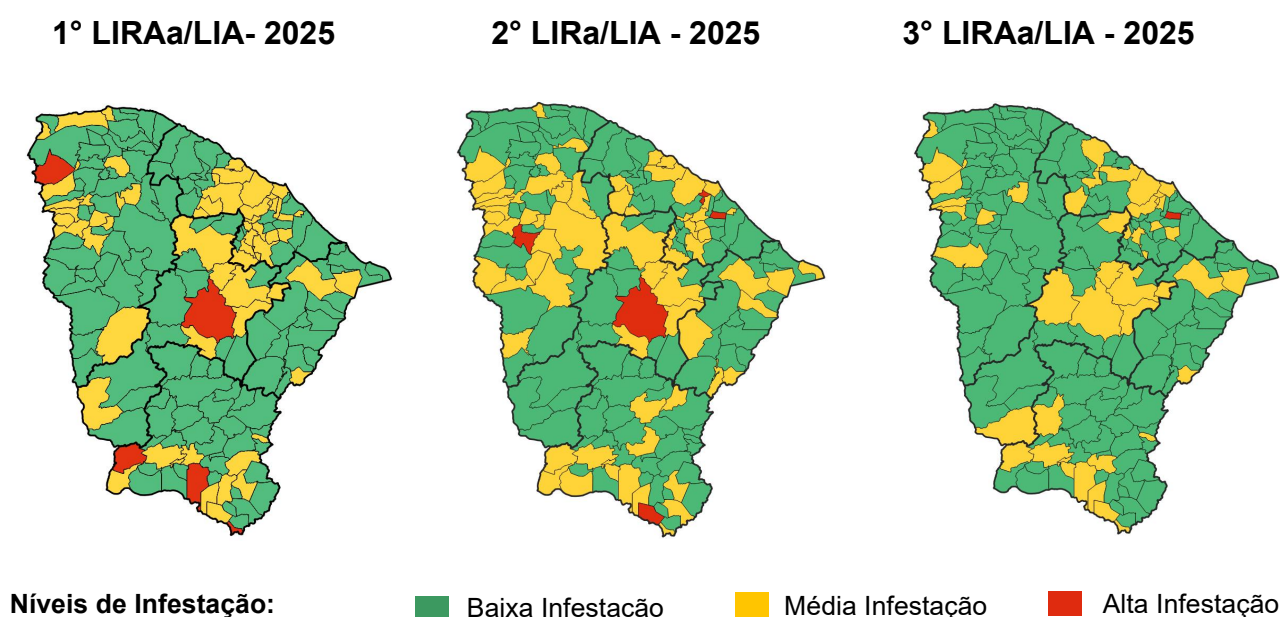 1° LIRAa/LIA- 2025
2° LIRa/LIA - 2025
3° LIRAa/LIA - 2025
Níveis de Infestação:
Baixa Infestacão
Média Infestação
Alta Infestação